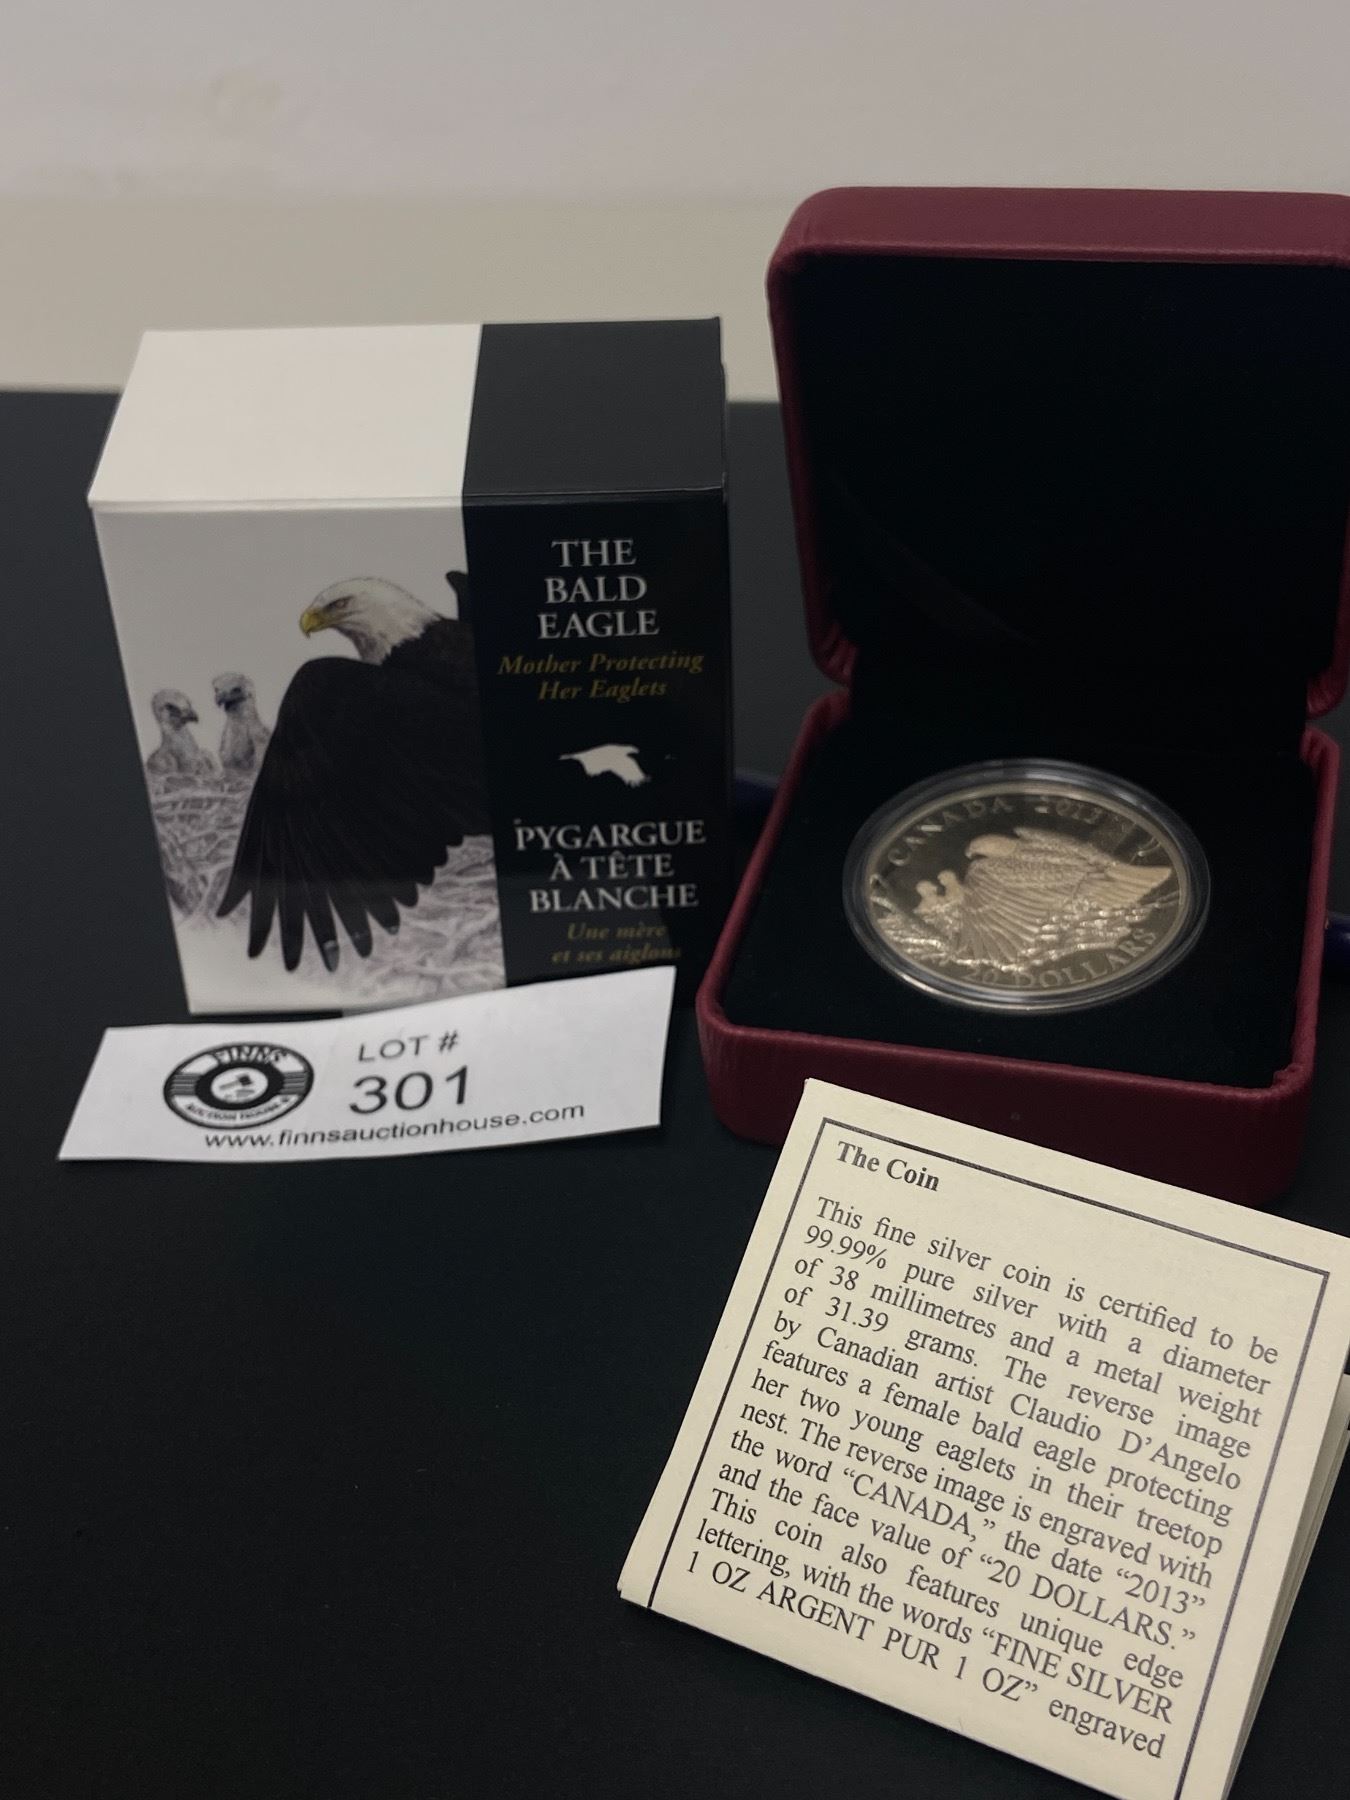 THE
BALD
EAGLE
Mother Protecting
Her Eaglets
PYGARGUE
À TÊTE
BLANCHE
Une mère
et ses aiglons
FINNS
AUCTION HOUSE
LOT #
301
www.finnsauctionhouse.com
CANADA 2013
20 DOLLARS
The Coin
This fine silver coin is certified to be
99.99% pure silver with a diameter
of 38 millimetres and a metal weight
of 31.39 grams. The reverse image
by Canadian artist Claudio D’Angelo
features a female bald eagle protecting
her two young eaglets in their treetop
nest. The reverse image is engraved with
the word “CANADA,” the date “2013”
and the face value of “20 DOLLARS.”
This coin also features unique edge
lettering, with the words “FINE SILVER
1 OZ ARGENT PUR 1 OZ” engraved